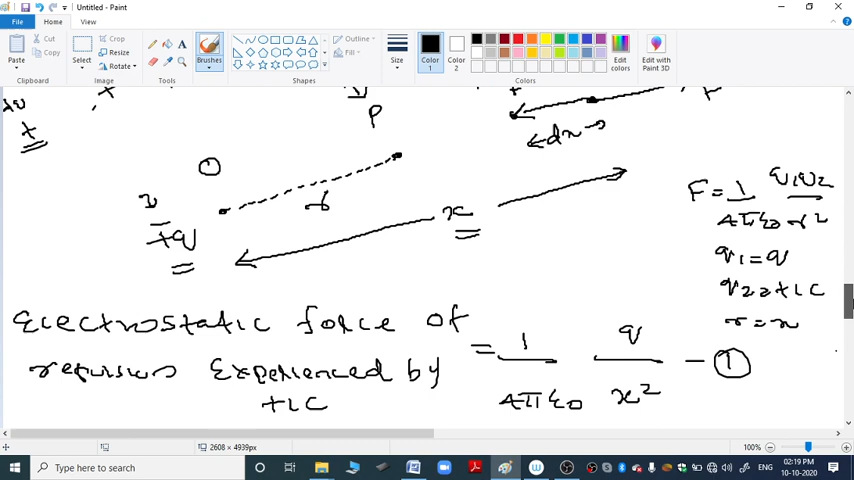 Untitled - Paint
File Home View
Paste
Cut
Copy
Clipboard
Select
Crop
Resize
Rotate
Image
Tools
Brushes
Shapes
Outline
Fill
Size
Color 1
Color 2
Edit colors
Edit with Paint 3D
Colors
x
P
dx
O
r
x
+q
x
F = 1/4πε0 q1q2/r²
q1 = q
q2 = +1C
r = x
Electrostatic force of
repulsion experienced by
+1C
= 1/4πε0 q/x² - ①
2608 × 4939px
100%
Type here to search
ENG
02:19 PM
10-10-2020